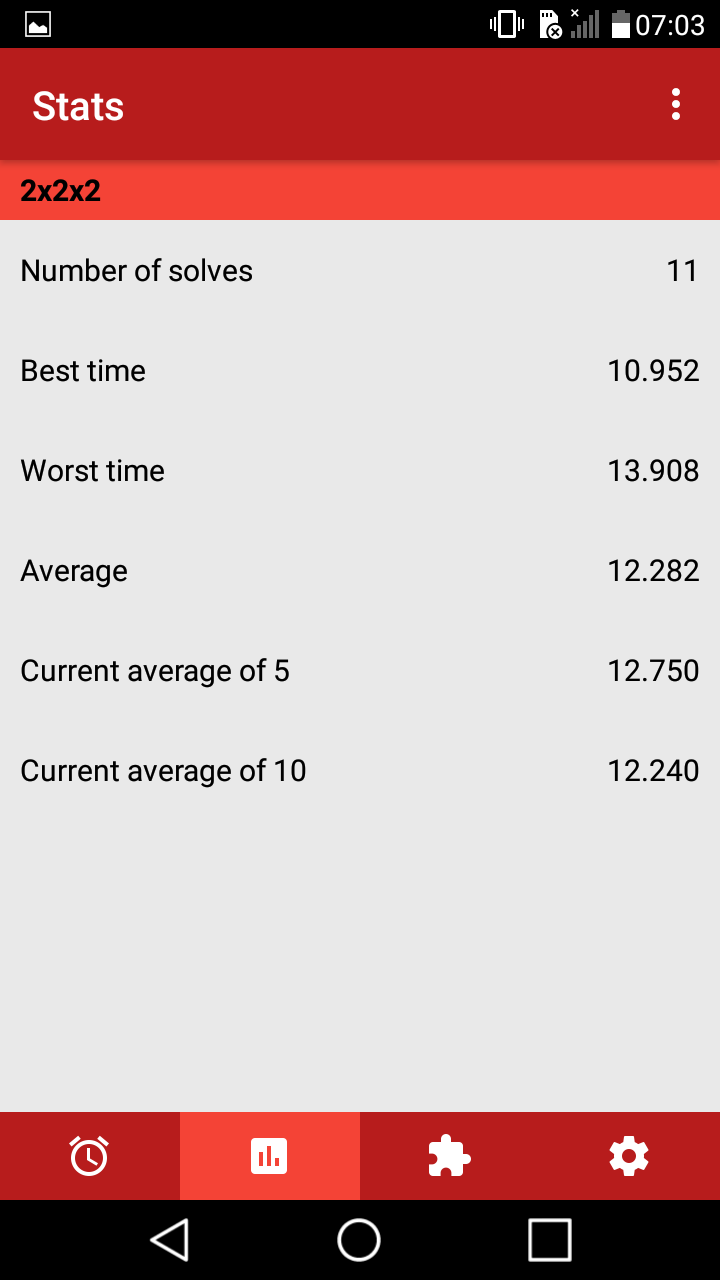 07:03
Stats
2x2x2
Number of solves 11
Best time 10.952
Worst time 13.908
Average 12.282
Current average of 5 12.750
Current average of 10 12.240